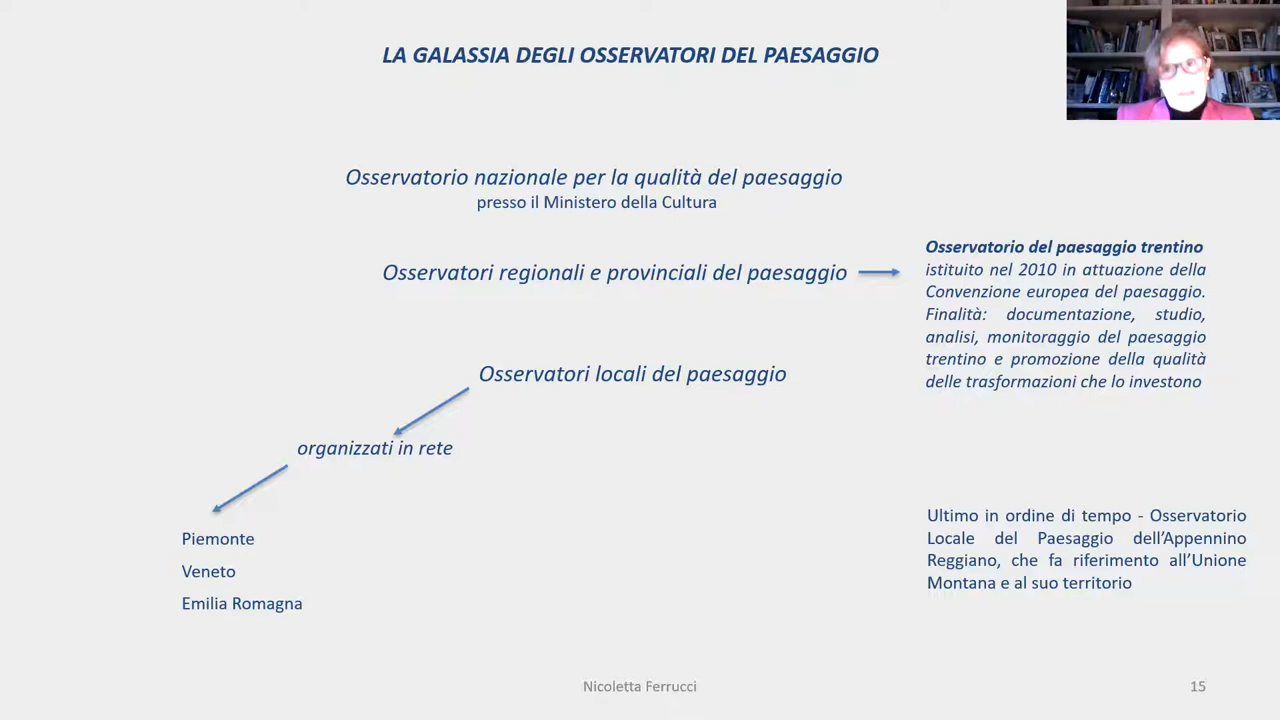 LA GALASSIA DEGLI OSSERVATORI DEL PAESAGGIO
Osservatorio nazionale per la qualità del paesaggio
presso il Ministero della Cultura
Osservatori regionali e provinciali del paesaggio
Osservatorio del paesaggio trentino
istituito nel 2010 in attuazione della
Convenzione europea del paesaggio.
Finalità: documentazione, studio,
analisi, monitoraggio del paesaggio
trentino e promozione della qualità
delle trasformazioni che lo investono
Osservatori locali del paesaggio
organizzati in rete
Piemonte
Veneto
Emilia Romagna
Ultimo in ordine di tempo - Osservatorio
Locale del Paesaggio dell’Appennino
Reggiano, che fa riferimento all’Unione
Montana e al suo territorio
Nicoletta Ferrucci
15